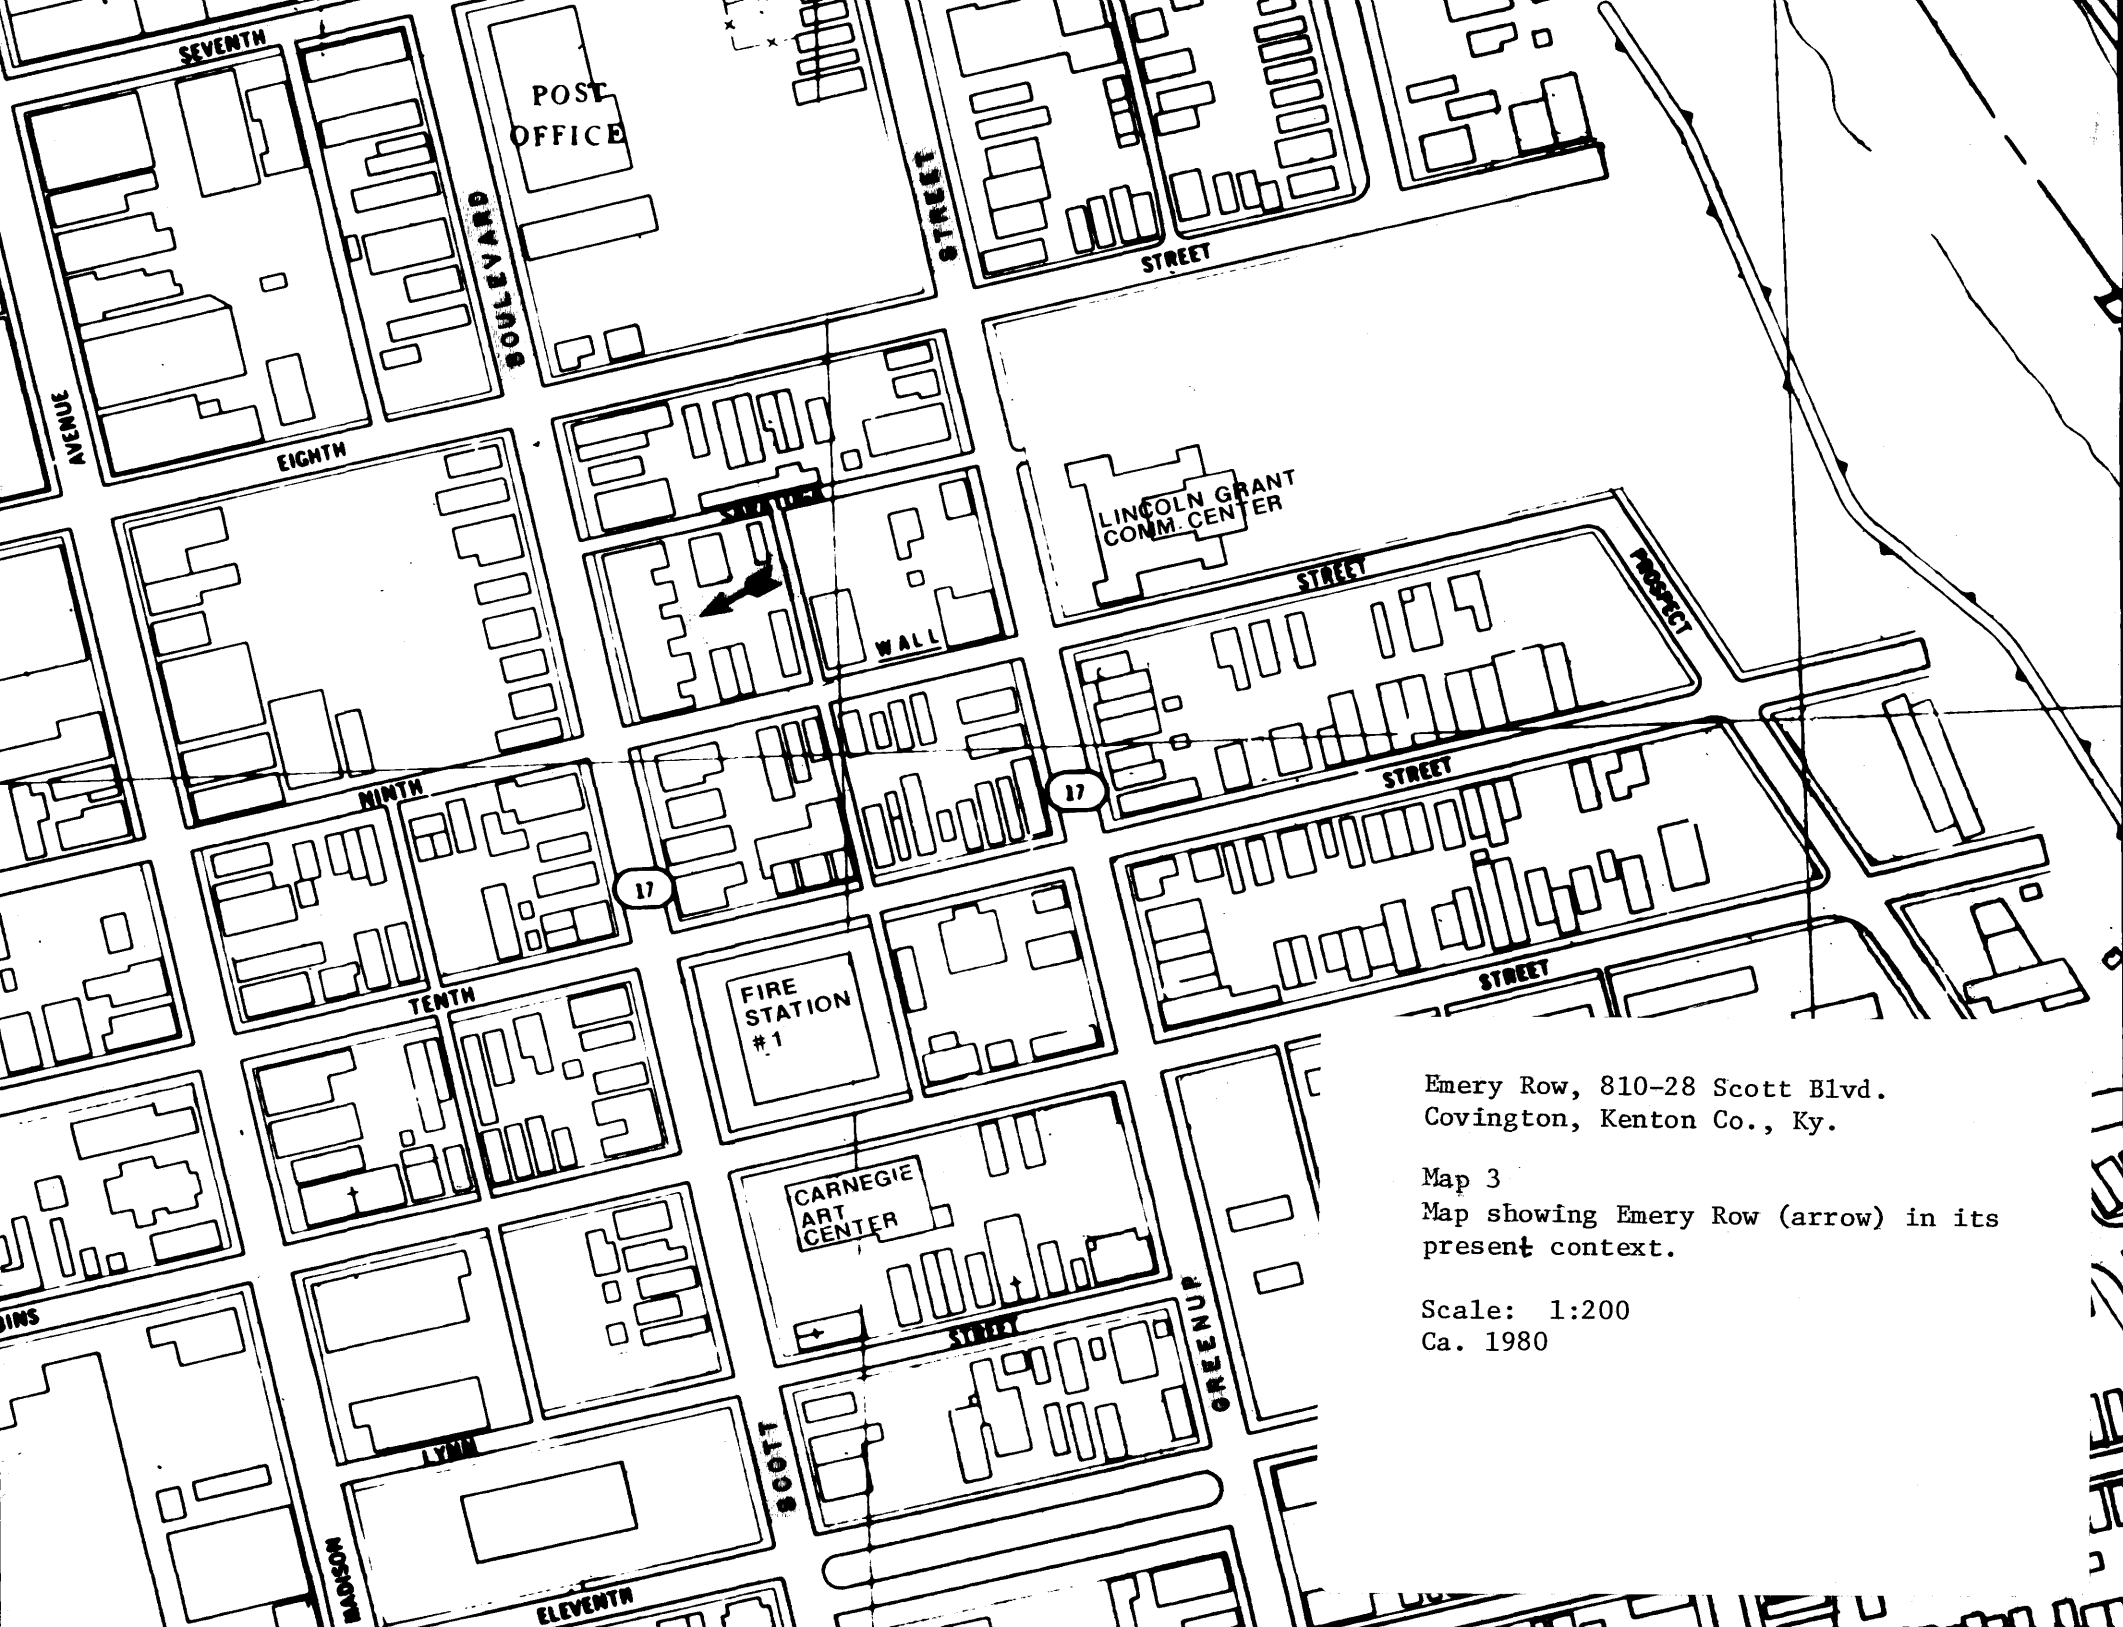 SEVENTH
POST
OFFICE
BOULEVARD
STREET
STREET
AVENUE
EIGHTH
LINCOLN GRANT
COMM. CENTER
STREET
PROSPECT
WALL
17
STREET
NINTH
17
STREET
TENTH
FIRE
STATION
#1
CARNEGIE
ART
CENTER
STREET
GREENUP
LYNN
SCOTT
MADISON
ELEVENTH
Emery Row, 810-28 Scott Blvd.
Covington, Kenton Co., Ky.
Map 3
Map showing Emery Row (arrow) in its
present context.
Scale: 1:200
Ca. 1980